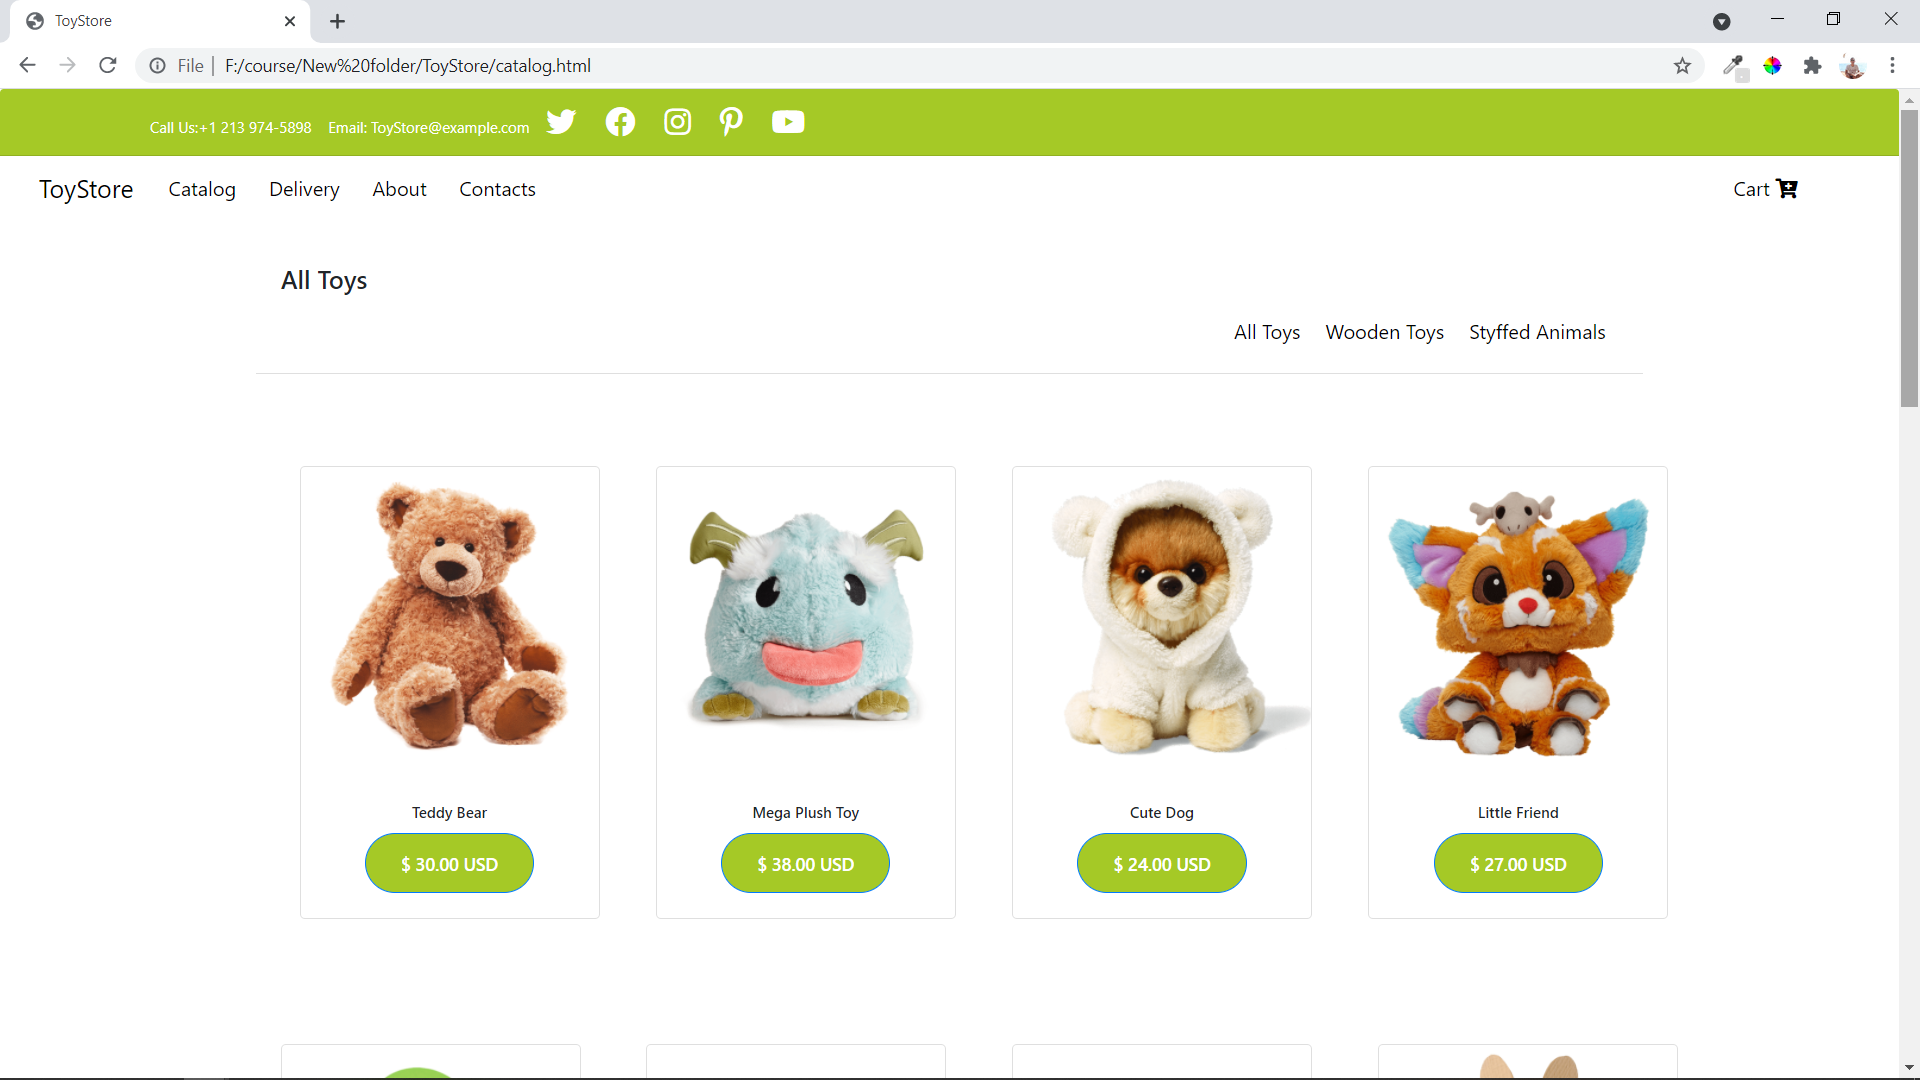 ToyStore
File | F:/course/New%20folder/ToyStore/catalog.html
Call Us:+1 213 974-5898 Email: ToyStore@example.com
ToyStore Catalog Delivery About Contacts Cart
All Toys
All Toys Wooden Toys Styffed Animals
Teddy Bear Mega Plush Toy Cute Dog Little Friend
$ 30.00 USD $ 38.00 USD $ 24.00 USD $ 27.00 USD